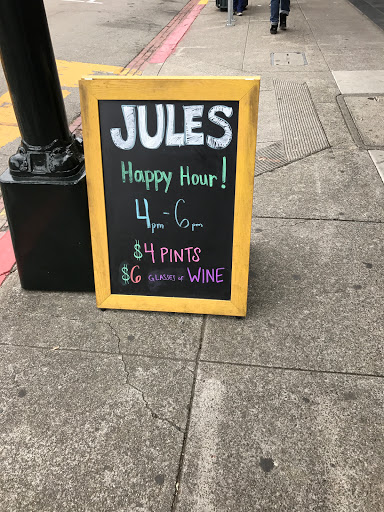 JULES
Happy Hour!
4pm - 6pm
$4 PINTS
$6 GLASSES of WINE